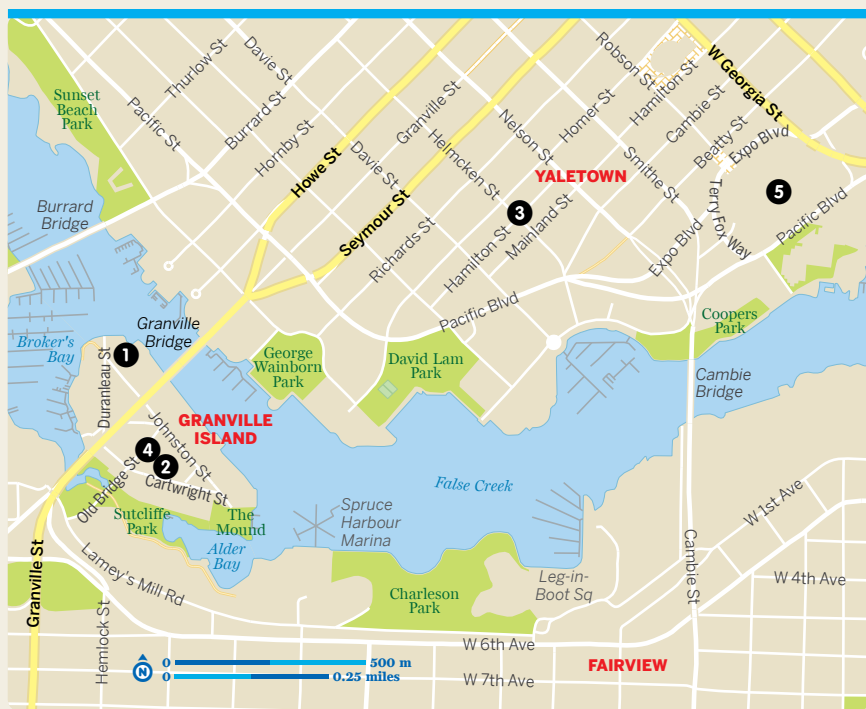 Sunset
Beach
Park
Thurlow St
Davie St
Pacific St
Burrard St
Hornby St
Howe St
Granville St
Helmcken St
Davie St
Seymour St
Richards St
Nelson St
Homer St
Robson St
Hamilton St
Cambie St
Beatty St
W Georgia St
Expo Blvd
Smithe St
Terry Fox Way
YALETOWN
3
5
Hamilton St
Mainland St
Expo Blvd
Pacific Blvd
Pacific Blvd
Burrard
Bridge
Granville
Bridge
Broker's
Bay
1
Duranleau St
George
Wainborn
Park
David Lam
Park
Coopers
Park
Cambie
Bridge
GRANVILLE
ISLAND
Johnston St
4
2
Old Bridge St
Cartwright St
Sutcliffe
Park
The
Mound
Alder
Bay
Spruce
Harbour
Marina
False Creek
Charleson
Park
Leg-in-
Boot Sq
W 1st Ave
W 4th Ave
Cambie St
Granville St
Lamey's Mill Rd
Hemlock St
W 6th Ave
W 7th Ave
FAIRVIEW
N
0 500 m
0 0.25 miles